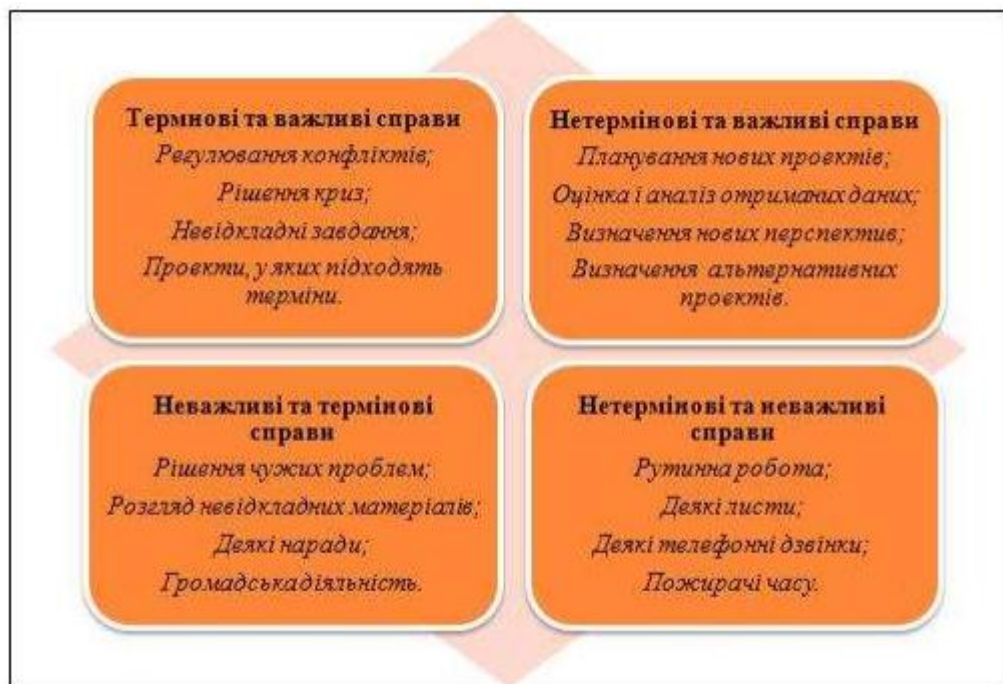 Термнові та важливі справи
Регулювання конфліктів;
Рішення криз;
Невідкладні завдання;
Проекти, у яких підходять
терміни.
Нетермінові та важливі справи
Планування нових проектів;
Оцінка і аналіз отриманих даних;
Визначення нових перспектив;
Визначення альтернативних
проектів.
Неважливі та термінові
справи
Рішення чужих проблем;
Розгляд невідкладних матеріалів;
Деякі наради;
Громадська діяльність.
Нетермінові та неважливі
справи
Рутинна робота;
Деякі листи;
Деякі телефонні дзвінки;
Пожирачі часу.